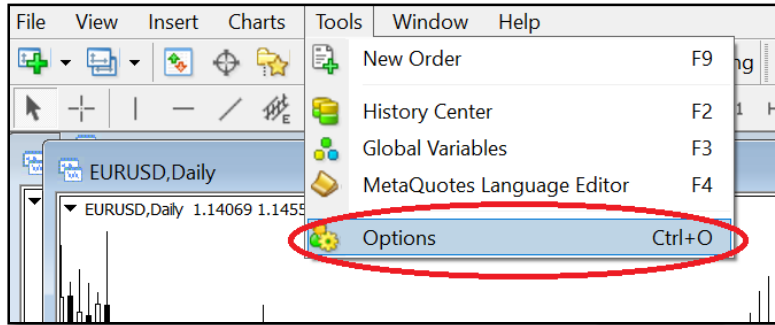 File View Insert Charts Tools Window Help
New Order F9
History Center F2
Global Variables F3
MetaQuotes Language Editor F4
EURUSD,Daily
EURUSD,Daily 1.14069 1.1455
Options Ctrl+O